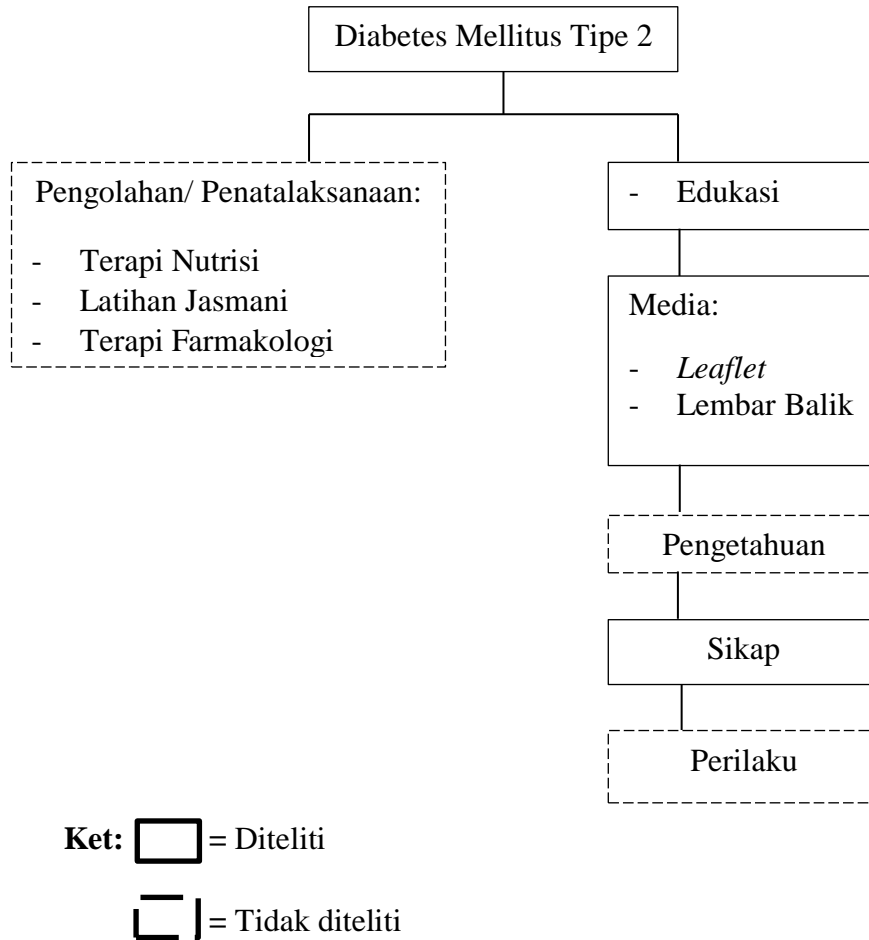 Diabetes Mellitus Tipe 2
Pengolahan/ Penatalaksanaan:
- Terapi Nutrisi
- Latihan Jasmani
- Terapi Farmakologi
- Edukasi
Media:
- Leaflet
- Lembar Balik
Pengetahuan
Sikap
Perilaku
Ket: = Diteliti
= Tidak diteliti